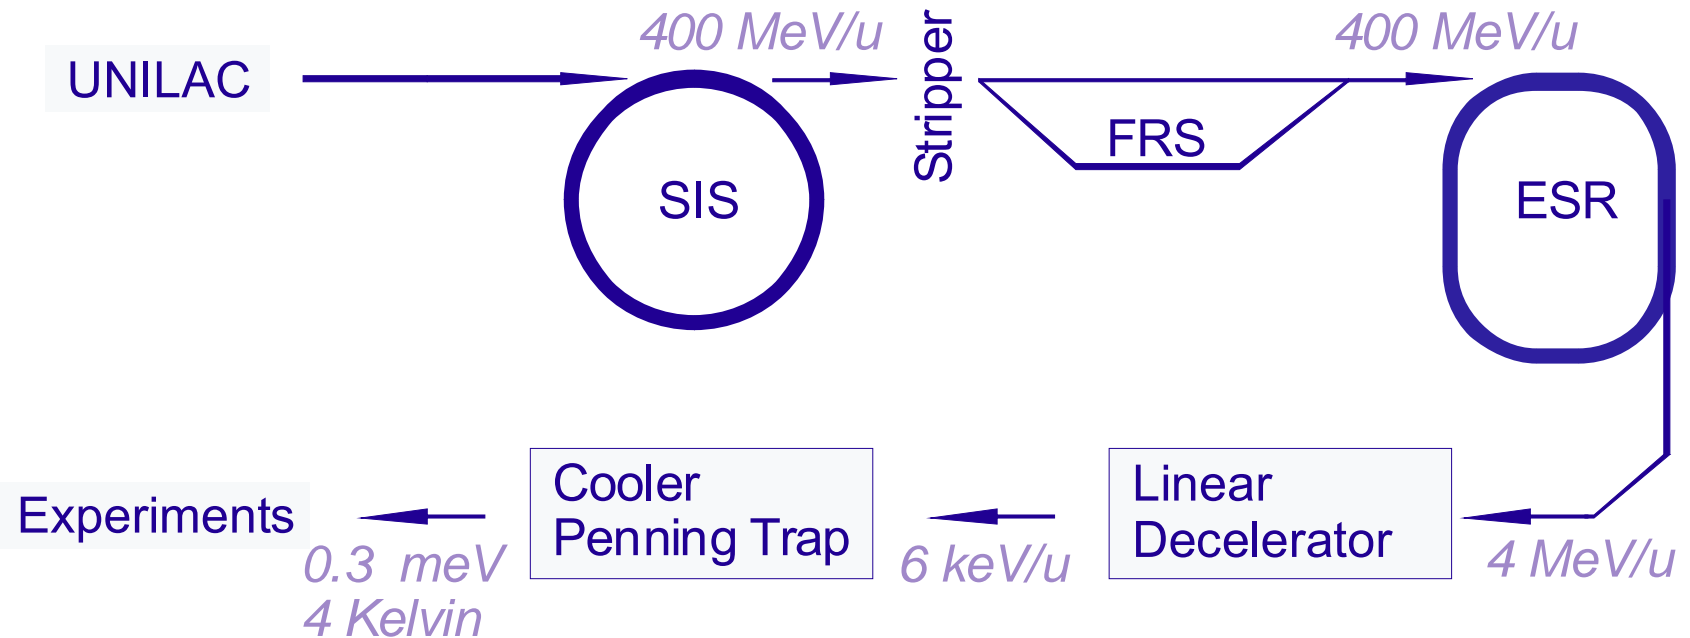 UNILAC
400 MeV/u
SIS
Stripper
FRS
400 MeV/u
ESR
4 MeV/u
Linear
Decelerator
6 keV/u
Cooler
Penning Trap
0.3 meV
4 Kelvin
Experiments